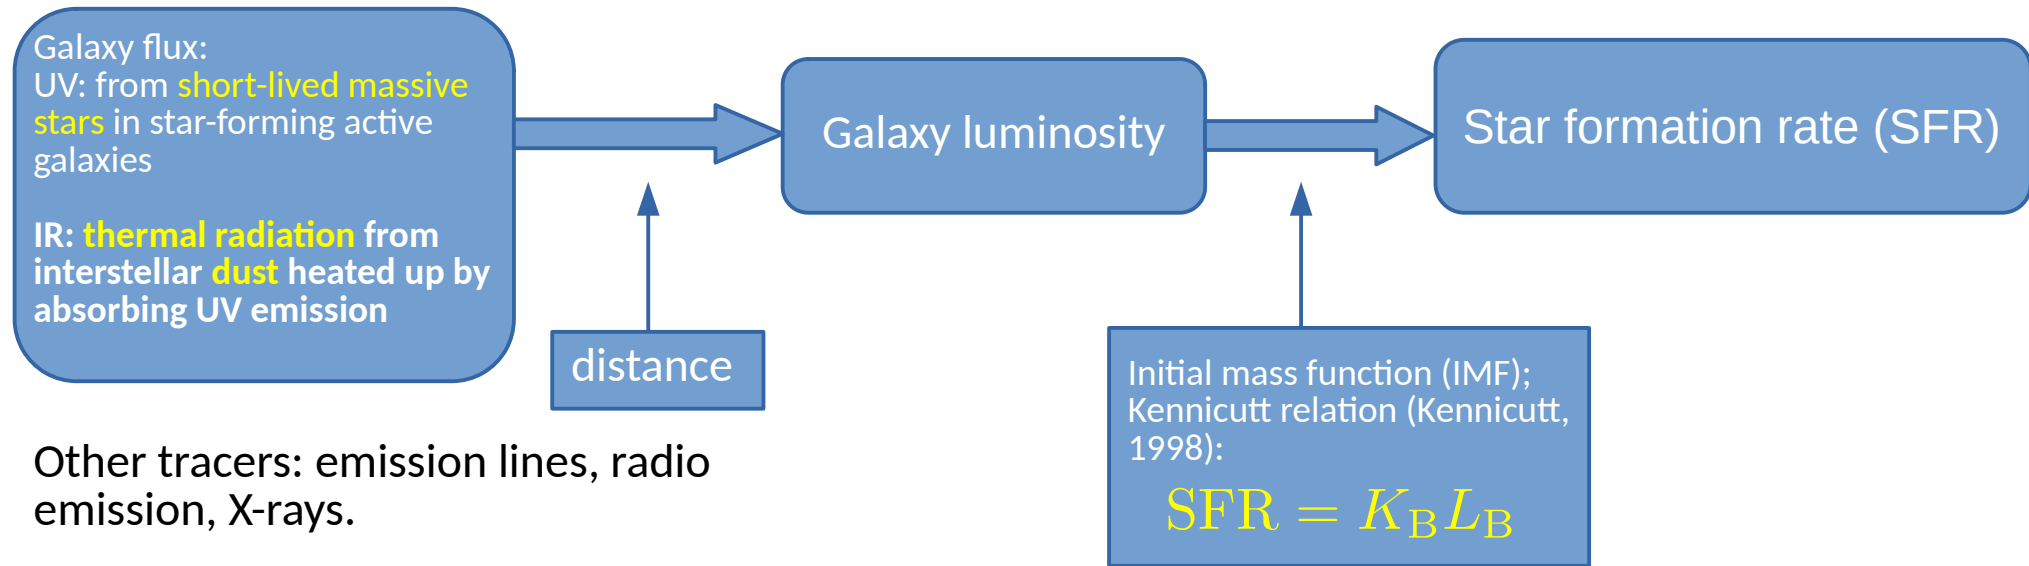 Galaxy flux:
UV: from short-lived massive
stars in star-forming active
galaxies
IR: thermal radiation from
interstellar dust heated up by
absorbing UV emission
Galaxy luminosity
Star formation rate (SFR)
distance
Initial mass function (IMF);
Kennicutt relation (Kennicutt,
1998):
SFR = K_B L_B
Other tracers: emission lines, radio
emission, X-rays.